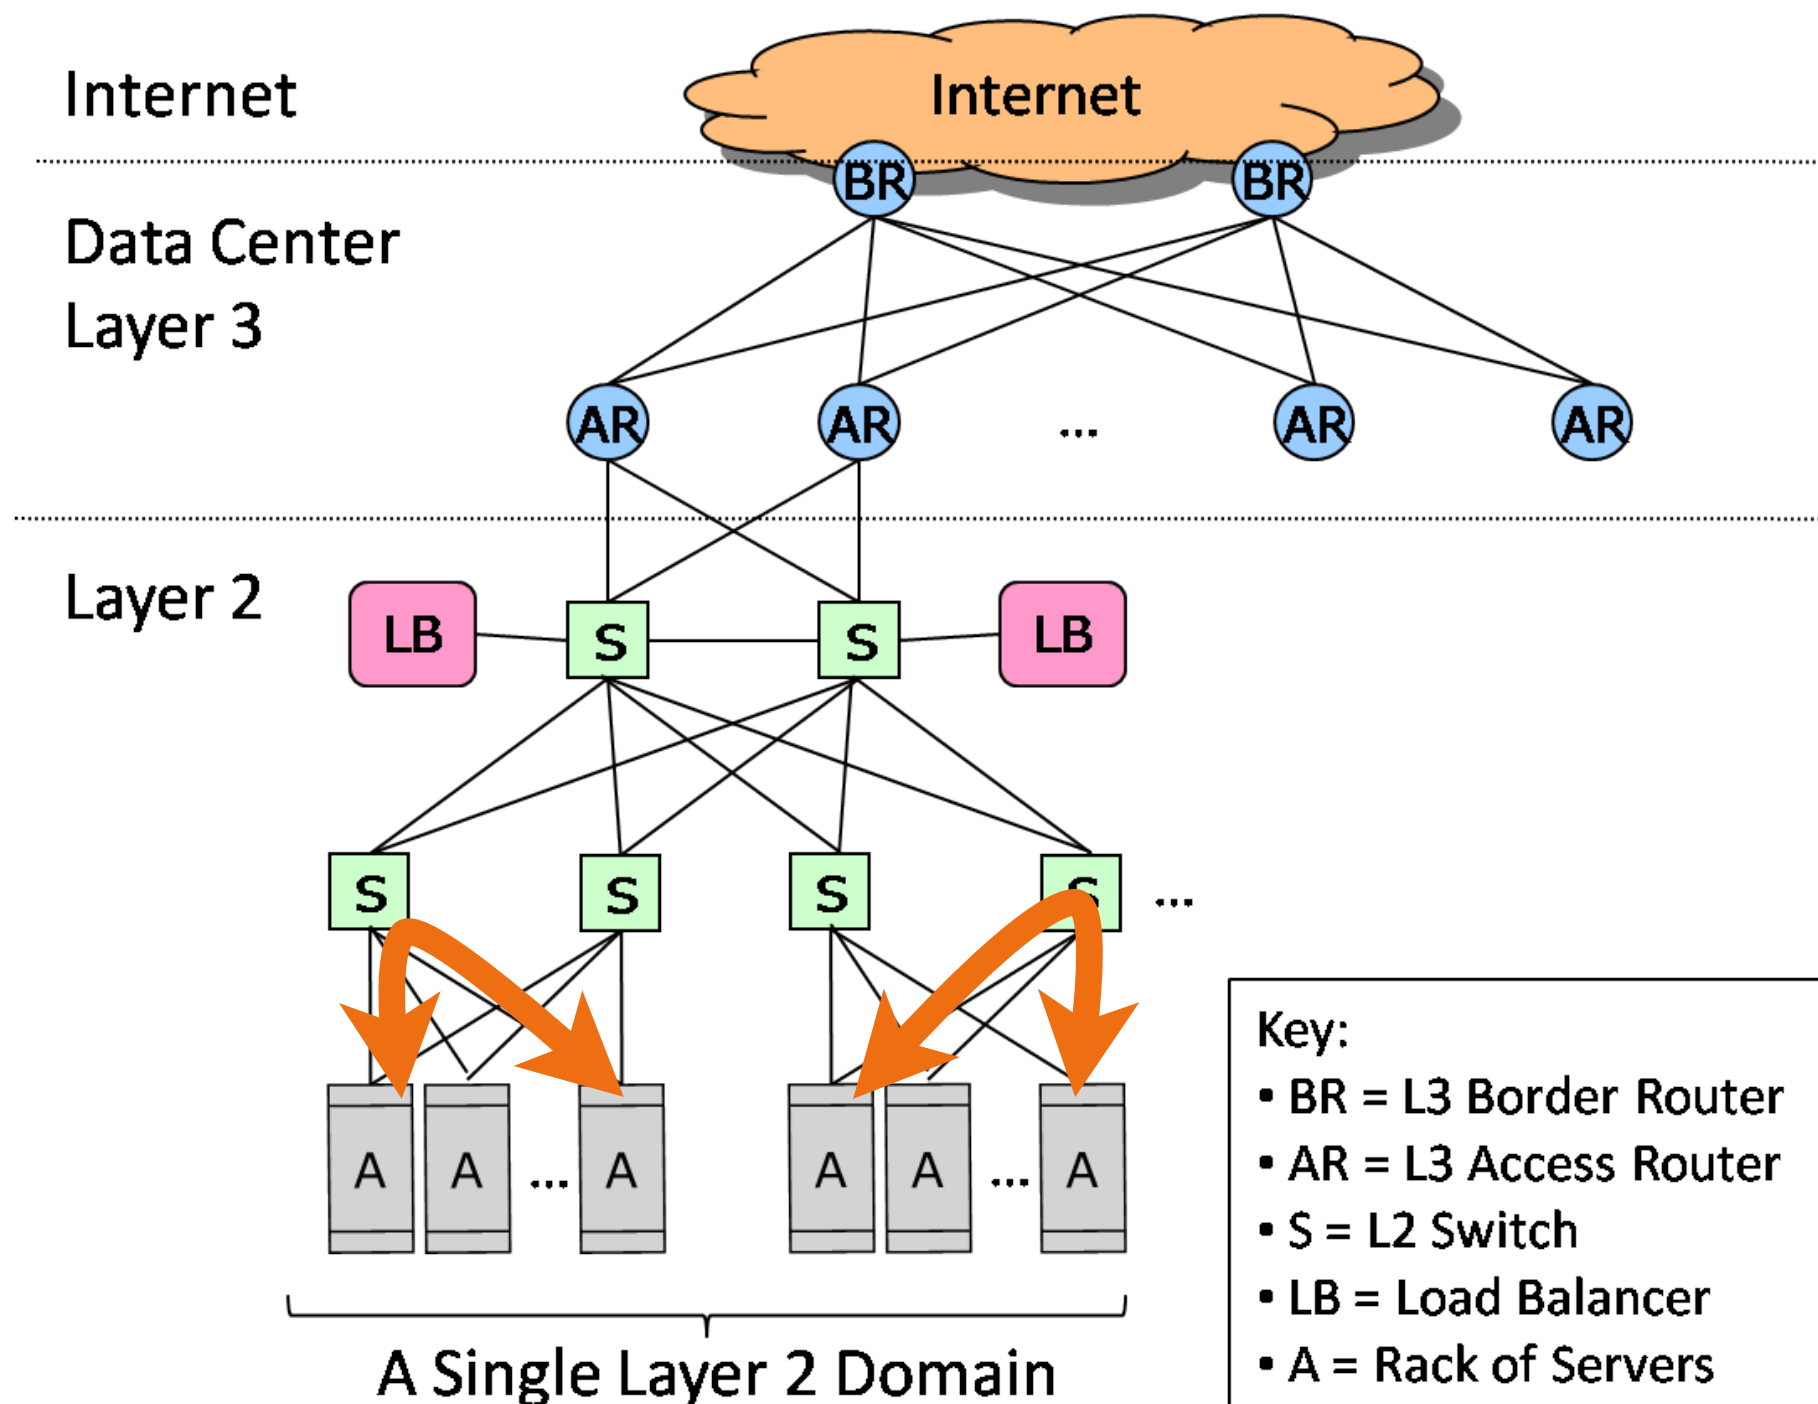 Internet
Internet
BR BR
Data Center
Layer 3
AR AR ... AR AR
Layer 2
LB S S LB
S S S S ...
A A ... A A A ... A
A Single Layer 2 Domain
Key:
▪ BR = L3 Border Router
▪ AR = L3 Access Router
▪ S = L2 Switch
▪ LB = Load Balancer
▪ A = Rack of Servers